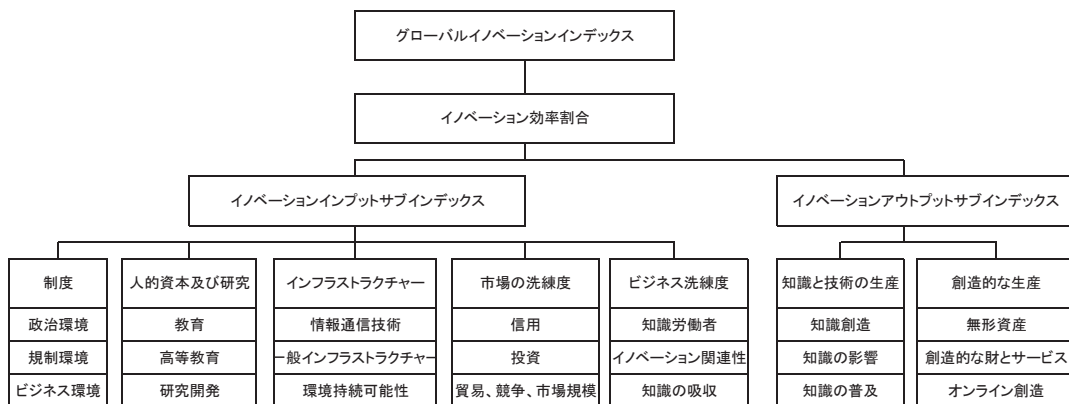 グローバルイノベーションインデックス
イノベーション効率割合
イノベーションインプットサブインデックス
イノベーションアウトプットサブインデックス
制度
政治環境
規制環境
ビジネス環境
人的資本及び研究
教育
高等教育
研究開発
インフラストラクチャー
情報通信技術
一般インフラストラクチャー
環境持続可能性
市場の洗練度
信用
投資
貿易、競争、市場規模
ビジネス洗練度
知識労働者
イノベーション関連性
知識の吸収
知識と技術の生産
知識創造
知識の影響
知識の普及
創造的な生産
無形資産
創造的な財とサービス
オンライン創造